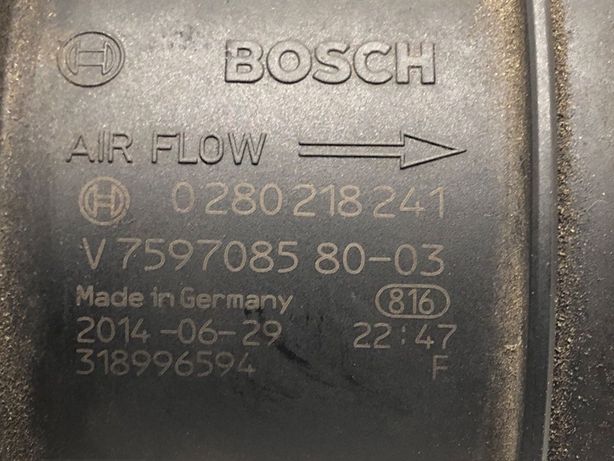 BOSCH
AIR FLOW
0 280 218 241
V 7597085 80-03
Made in Germany 816
2014-06-29 22:47
318996594 F